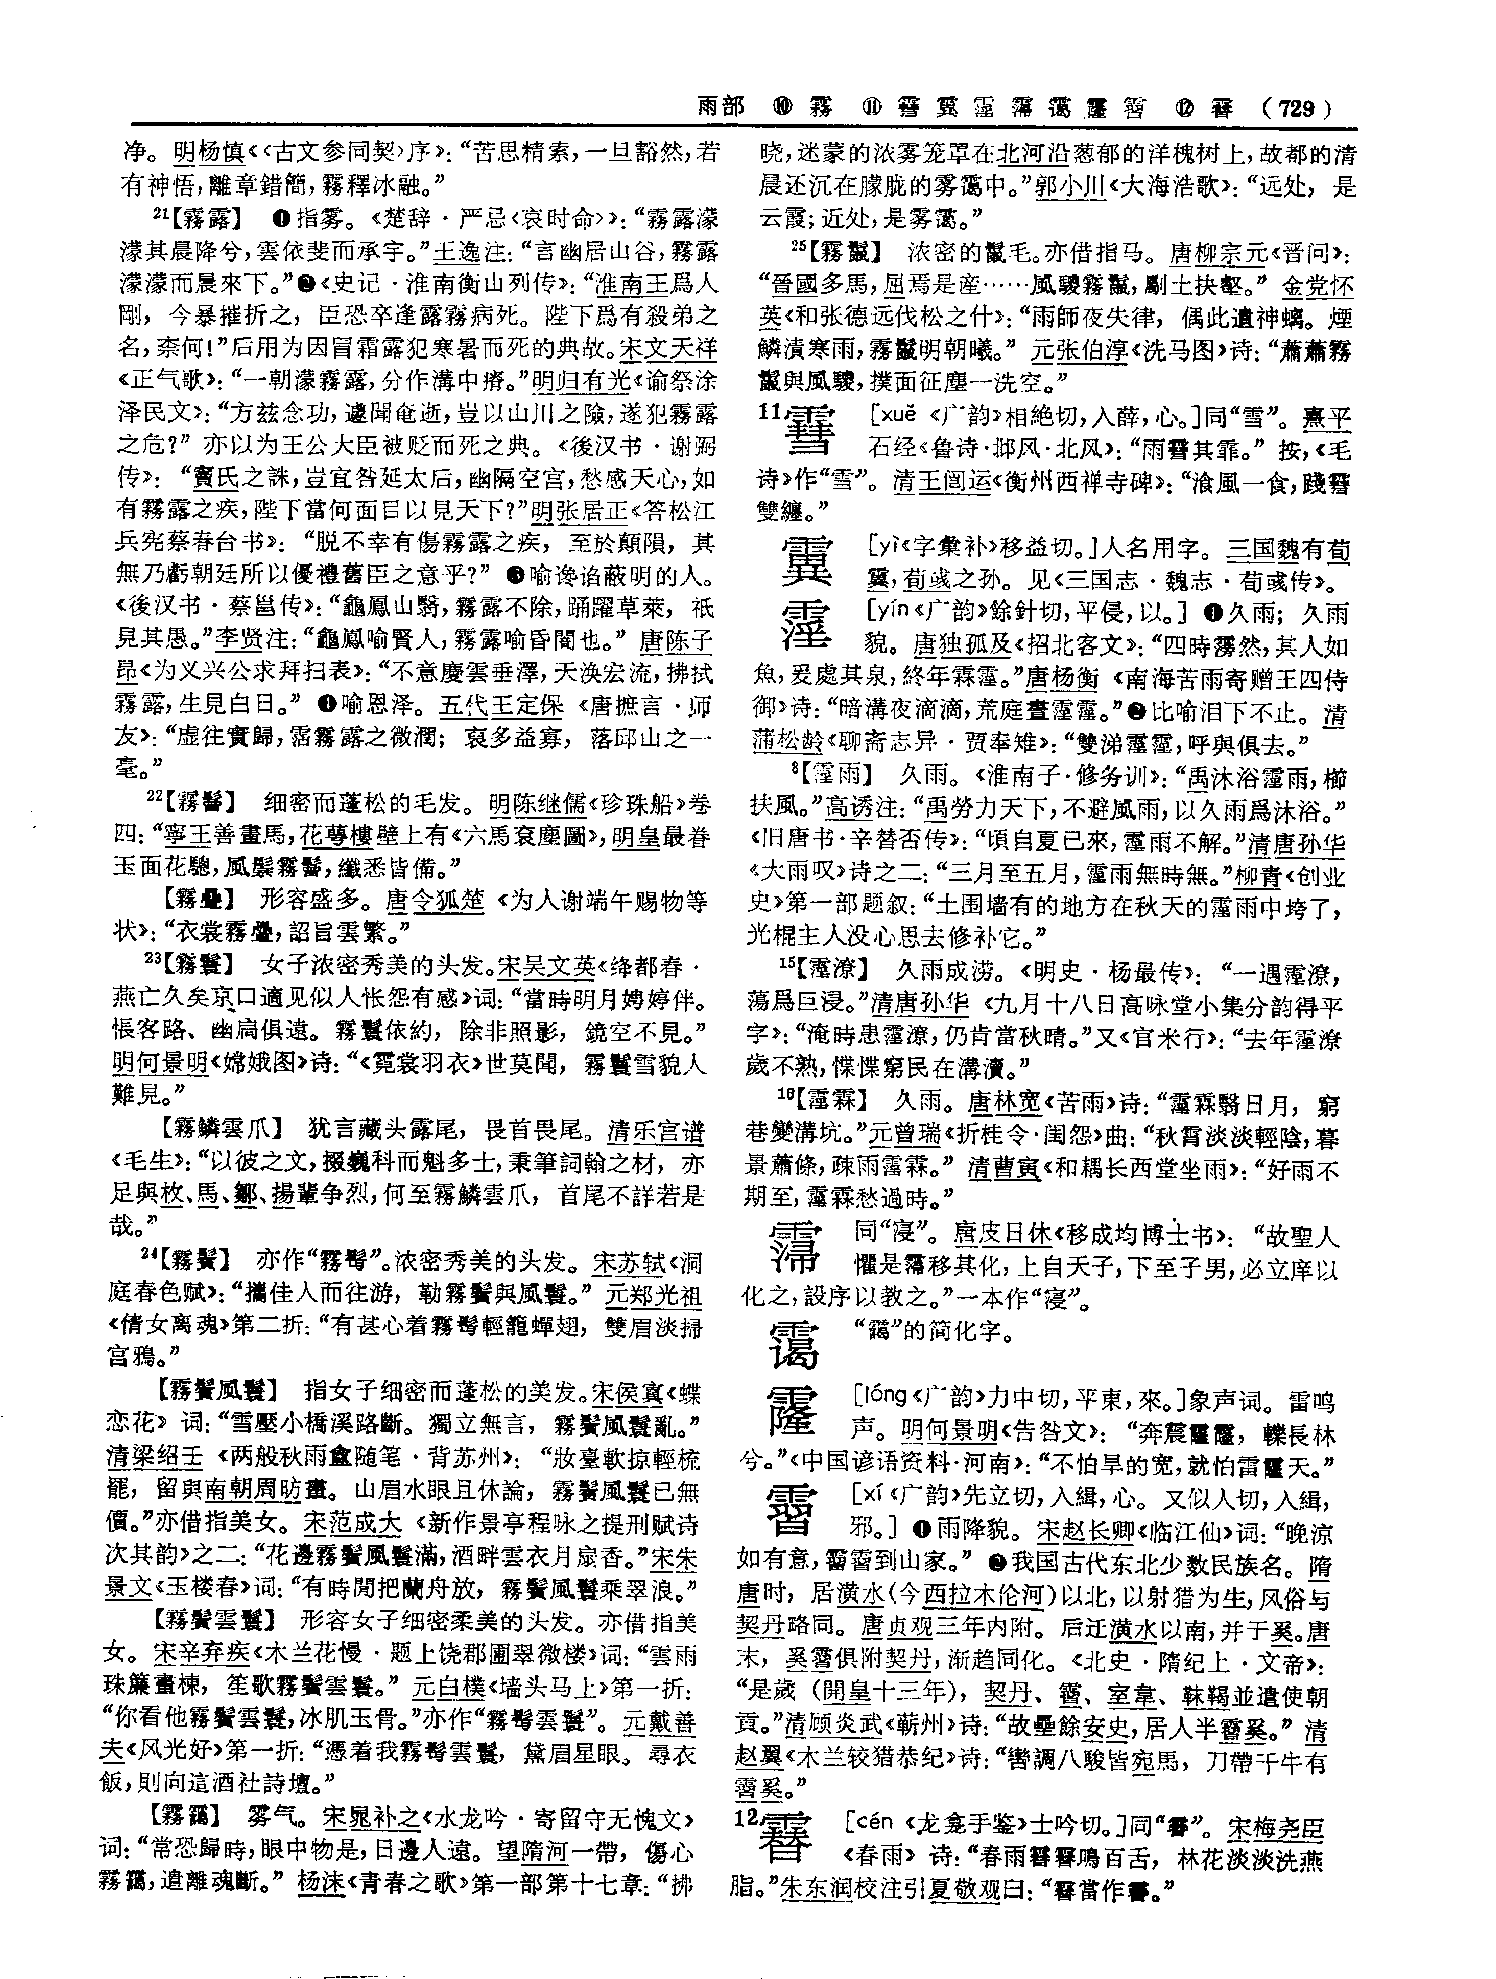 雨部 ⑩霧 ⑪䨮霬霪𩅞霭霳霫 ⑫ (729)
净。明杨慎《〈古文参同契〉序》：“苦思精索，一旦豁然，若
有神悟，離章錯簡，霧釋冰融。”
21【霧露】 ❶指雾。《楚辞·严忌〈哀时命〉》：“霧露濛
濛其晨降兮，雲依斐而承宇。”王逸注：“言幽居山谷，霧露
濛濛而晨來下。”❷《史记·淮南衡山列传》：“淮南王爲人
剛，今暴摧折之，臣恐卒逢露霧病死。陛下爲有殺弟之
名，柰何！”后用为因冒霜露犯寒暑而死的典故。宋文天祥
《正气歌》：“一朝濛霧露，分作溝中瘠。”明归有光《谕祭涂
泽民文》：“方兹念功，遽聞奄逝，豈以山川之險，遂犯霧露
之危？”亦以为王公大臣被贬而死之典。《後汉书·谢弼
传》：“竇氏之誅，豈宜咎延太后，幽隔空宫，愁感天心，如
有霧露之疾，陛下當何面目以見天下？”明张居正《答松江
兵宪蔡春台书》：“脱不幸有傷霧露之疾，至於顛隕，其
無乃虧朝廷所以優禮舊臣之意乎？”❸喻谗谄蔽明的人。
《後汉书·蔡邕传》：“龜鳳山翳，霧露不除，踊躍草萊，祇
見其愚。”李贤注：“龜鳳喻賢人，霧露喻昏闇也。”唐陈子
昂《为义兴公求拜扫表》：“不意慶雲垂澤，天涣宏流，拂拭
霧露，生見白日。”❹喻恩泽。五代王定保《唐摭言·师
友》：“虚往實歸，霑霧露之微潤；裒多益寡，落邱山之一
毫。”
22【霧鬐】 细密而蓬松的毛发。明陈继儒《珍珠船》卷
四：“寧王善畫馬，花萼樓壁上有《六馬衮塵圖》，明皇最眷
玉面花驄，風鬃霧鬐，纖悉皆備。”
【霧疊】 形容盛多。唐令狐楚《为人谢端午赐物等
状》：“衣裳霧疊，詔旨雲繁。”
23【霧鬟】 女子浓密秀美的头发。宋吴文英《绛都春·
燕亡久矣京口適见似人怅怨有感》词：“當時明月娉婷伴。
悵客路、幽扃俱遠。霧鬟依約，除非照影，鏡空不見。”
明何景明《嫦娥图》诗：“《霓裳羽衣》世莫聞，霧鬟雪貌人
難見。”
【霧鱗雲爪】 犹言藏头露尾，畏首畏尾。清乐宫谱
《毛生》：“以彼之文，掇巍科而魁多士，秉筆詞翰之材，亦
足與枚、馬、鄒、揚輩争烈，何至霧鱗雲爪，首尾不詳若是
哉。”
24【霧鬢】 亦作“霧髩”。浓密秀美的头发。宋苏轼《洞
庭春色赋》：“攜佳人而往游，勒霧鬢與風鬟。”元郑光祖
《倩女离魂》第二折：“有甚心着霧髩輕籠蟬翅，雙眉淡掃
宫鴉。”
【霧鬢風鬟】 指女子细密而蓬松的美发。宋侯寘《蝶
恋花》词：“雪壓小橋溪路斷。獨立無言，霧鬢風鬟亂。”
清梁绍壬《两般秋雨盦随笔·背苏州》：“妝臺軟掠輕梳
罷，留與南朝周昉畫。山眉水眼且休論，霧鬢風鬟已無
價。”亦借指美女。宋范成大《新作景亭程咏之提刑赋诗
次其韵》之二：“花邊霧鬢風鬟滿，酒畔雲衣月扇香。”宋朱
景文《玉楼春》词：“有時閒把蘭舟放，霧鬢風鬟乘翠浪。”
【霧鬢雲鬟】 形容女子细密柔美的头发。亦借指美
女。宋辛弃疾《木兰花慢·题上饶郡圃翠微楼》词：“雲雨
珠簾畫棟，笙歌霧鬢雲鬟。”元白樸《墙头马上》第一折：
“你看他霧鬢雲鬟，冰肌玉骨。”亦作“霧髩雲鬟”。元戴善
夫《风光好》第一折：“憑着我霧髩雲鬟，黛眉星眼。尋衣
飯，則向這酒社詩壇。”
【霧靄】 雾气。宋晁补之《水龙吟·寄留守无愧文》
词：“常恐歸時，眼中物是，日邊人遠。望隋河一帶，傷心
霧靄，遣離魂斷。”杨沫《青春之歌》第一部第十七章：“拂
晓，迷蒙的浓雾笼罩在北河沿葱郁的洋槐树上，故都的清
晨还沉在朦胧的雾霭中。”郭小川《大海浩歌》：“远处，是
云霞；近处，是雾霭。”
25【霧鬣】 浓密的鬣毛。亦借指马。唐柳宗元《晋问》：
“晉國多馬，屈焉是産……風騣霧鬣，劚土抉壑。”金党怀
英《和张德远伐松之什》：“雨師夜失律，偶此遺神螭。煙
鱗漬寒雨，霧鬣明朝曦。”元张伯淳《洗马图》诗：“蕭蕭霧
鬣與風騣，撲面征塵一洗空。”
11䨮 [xuě《广韵》相絶切，入薛，心。]同“雪”。熹平
石经《鲁诗·邶风·北风》：“雨䨮其霏。”按，《毛
诗》作“雪”。清王闿运《衡州西禅寺碑》：“飡風一食，踐䨮
雙纏。”
霬 [yì《字彙补》移益切。]人名用字。三国魏有荀
霬，荀彧之孙。见《三国志·魏志·荀彧传》。
霪 [yín《广韵》餘針切，平侵，以。] ❶久雨；久雨
貌。唐独孤及《招北客文》：“四時霶然，其人如
魚，爰處其泉，終年霖霪。”唐杨衡《南海苦雨寄赠王四侍
御》诗：“暗溝夜滴滴，荒庭晝霪霪。”❷比喻泪下不止。清
蒲松龄《聊斋志异·贾奉雉》：“雙涕霪霪，呼與俱去。”
8【霪雨】 久雨。《淮南子·修务训》：“禹沐浴霪雨，櫛
扶風。”高诱注：“禹勞力天下，不避風雨，以久雨爲沐浴。”
《旧唐书·辛替否传》：“頃自夏已來，霪雨不解。”清唐孙华
《大雨叹》诗之二：“三月至五月，霪雨無時無。”柳青《创业
史》第一部题叙：“土围墙有的地方在秋天的霪雨中垮了，
光棍主人没心思去修补它。”
15【霪潦】 久雨成涝。《明史·杨最传》：“一遇霪潦，
蕩爲巨浸。”清唐孙华《九月十八日高咏堂小集分韵得平
字》：“淹時患霪潦，仍肯當秋晴。”又《官米行》：“去年霪潦
歲不熟，惵惵窮民在溝瀆。”
16【霪霖】 久雨。唐林宽《苦雨》诗：“霪霖翳日月，窮
巷變溝坑。”元曾瑞《折桂令·闺怨》曲：“秋霄淡淡輕陰，暮
景蕭條，疎雨霪霖。”清曹寅《和耦长西堂坐雨》：“好雨不
期至，霪霖愁過時。”
𩅞 同“寖”。唐皮日休《移成均博士书》：“故聖人
懼是𩅞移其化，上自天子，下至子男，必立庠以
化之，設序以教之。”一本作“寖”。
霭 “靄”的简化字。
霳 [lóng《广韵》力中切，平東，來。]象声词。雷鸣
声。明何景明《告咎文》：“奔震霳霳，轢長林
兮。”《中国谚语资料·河南》：“不怕旱的宽，就怕雷霳天。”
霫 [xí《广韵》先立切，入緝，心。又似入切，入緝，
邪。] ❶雨降貌。宋赵长卿《临江仙》词：“晚涼
如有意，霫霫到山家。”❷我国古代东北少数民族名。隋
唐时，居潢水(今西拉木伦河)以北，以射猎为生，风俗与
契丹略同。唐贞观三年内附。后迁潢水以南，并于奚。唐
末，奚霫俱附契丹，渐趋同化。《北史·隋纪上·文帝》：
“是歲(開皇十三年)，契丹、霫、室韋、靺鞨並遣使朝
貢。”清顾炎武《蕲州》诗：“故壘餘安史，居人半霫奚。”清
赵翼《木兰较猎恭纪》诗：“轡調八駿皆宛馬，刀帶千牛有
霫奚。”
12 [cén《龙龛手鉴》士吟切。]同“”。宋梅尧臣
《春雨》诗：“春雨鳴百舌，林花淡淡洗燕
脂。”朱东润校注引夏敬观曰：“當作。”